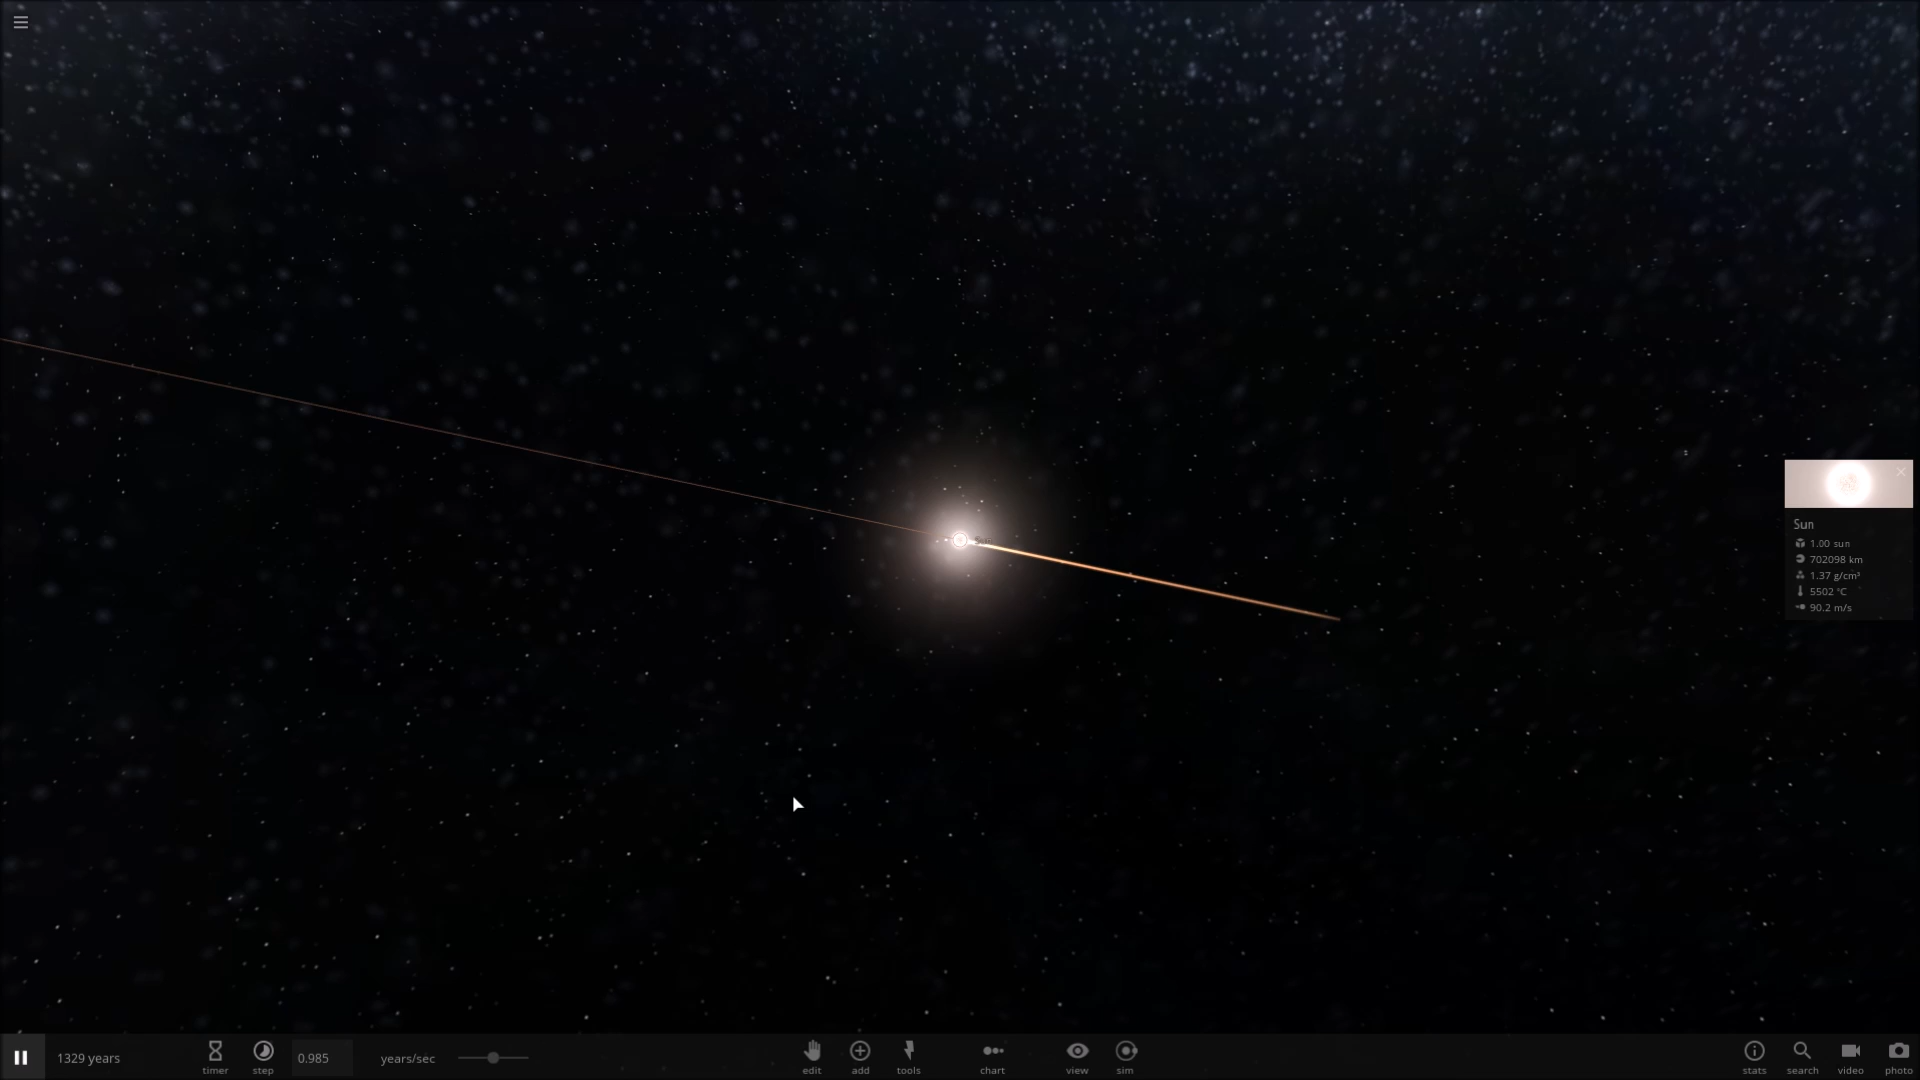 Sun
Sun
1.00 sun
702098 km
1.37 g/cm³
5502 °C
90.2 m/s
1329 years
timer
step
0.985
years/sec
edit
add
tools
chart
view
sim
stats
search
video
photo